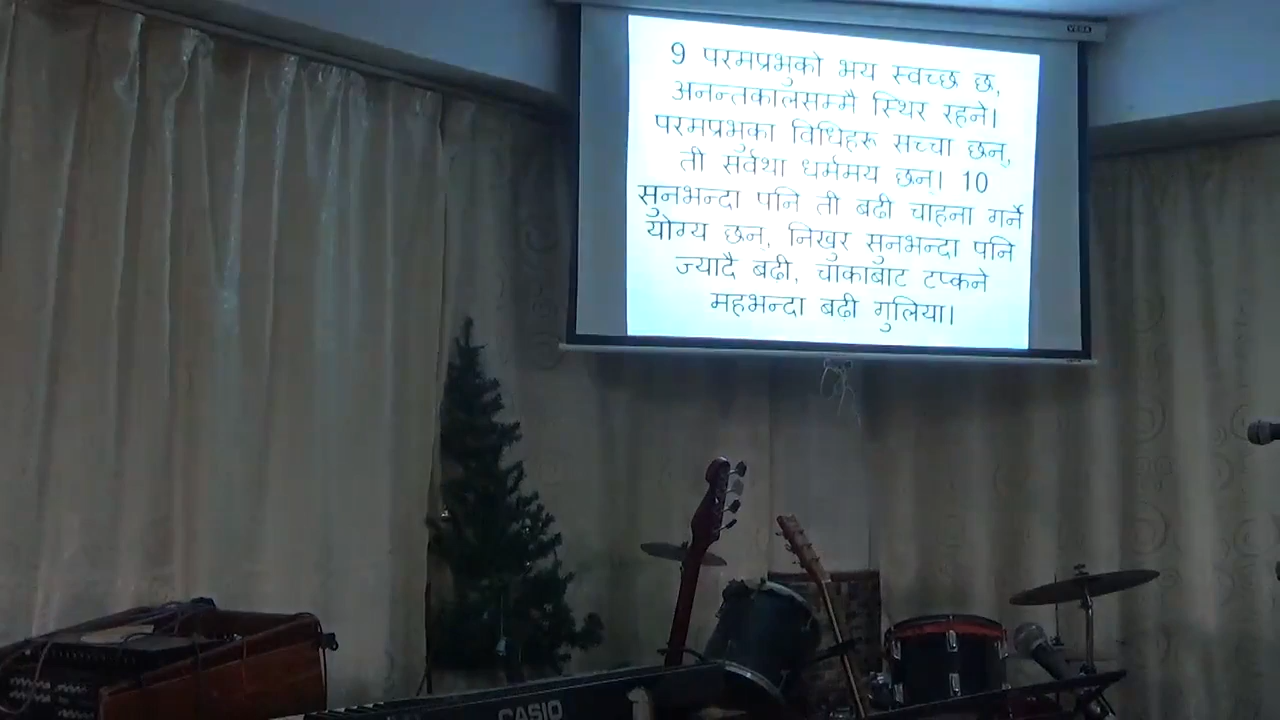 VEGA
9 परमप्रभुको भय स्वच्छ छ,
अनन्तकालसम्मै स्थिर रहने।
परमप्रभुका विधिहरू सच्चा छन्,
ती सर्वथा धर्ममय छन्। 10
सुनभन्दा पनि ती बढी चाहना गर्ने
योग्य छन्, निखुर सुनभन्दा पनि
ज्यादै बढी, चाकाबाट टप्कने
महभन्दा बढी गुलिया।
CASIO